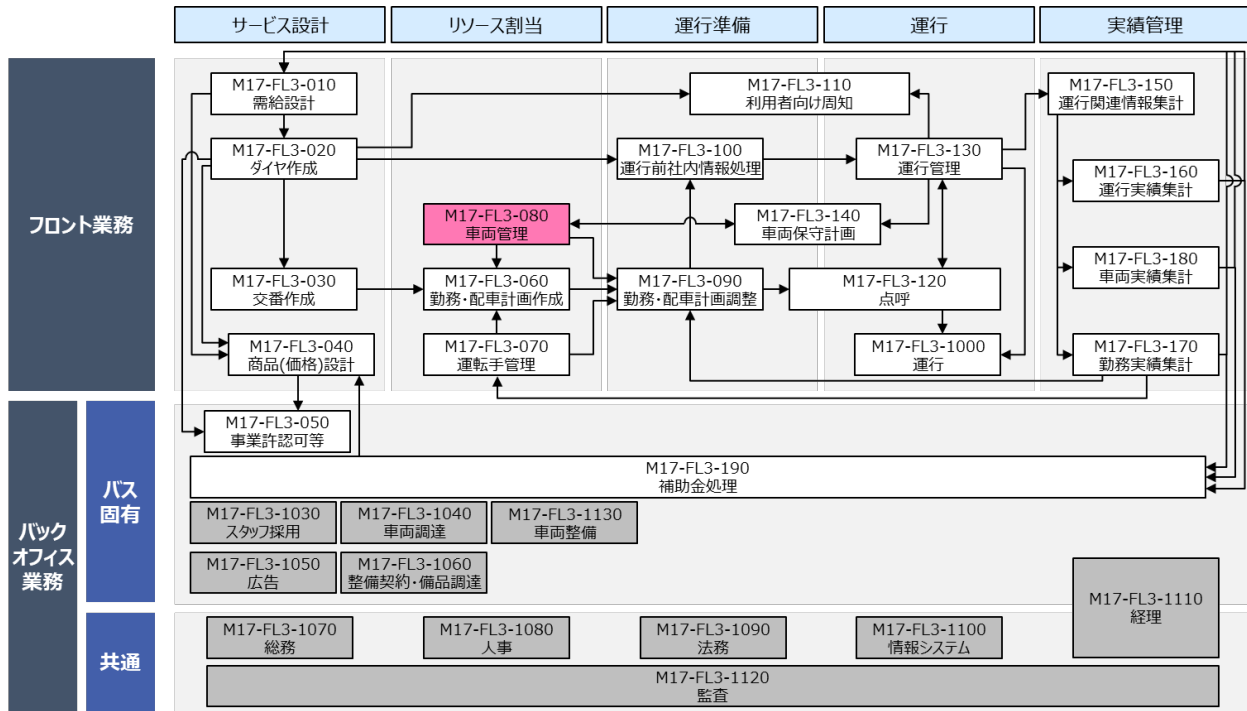 サービス設計
リソース割当
運行準備
運行
実績管理
フロント業務
M17-FL3-010
需給設計
M17-FL3-110
利用者向け周知
M17-FL3-150
運行関連情報集計
M17-FL3-020
ダイヤ作成
M17-FL3-100
運行前社内情報処理
M17-FL3-130
運行管理
M17-FL3-160
運行実績集計
M17-FL3-080
車両管理
M17-FL3-140
車両保守計画
M17-FL3-180
車両実績集計
M17-FL3-030
交番作成
M17-FL3-060
勤務・配車計画作成
M17-FL3-090
勤務・配車計画調整
M17-FL3-120
点呼
M17-FL3-040
商品(価格)設計
M17-FL3-070
運転手管理
M17-FL3-1000
運行
M17-FL3-170
勤務実績集計
バック
オフィス
業務
バス
固有
M17-FL3-050
事業許認可等
M17-FL3-190
補助金処理
M17-FL3-1030
スタッフ採用
M17-FL3-1040
車両調達
M17-FL3-1130
車両整備
M17-FL3-1050
広告
M17-FL3-1060
整備契約・備品調達
M17-FL3-1110
経理
共通
M17-FL3-1070
総務
M17-FL3-1080
人事
M17-FL3-1090
法務
M17-FL3-1100
情報システム
M17-FL3-1120
監査